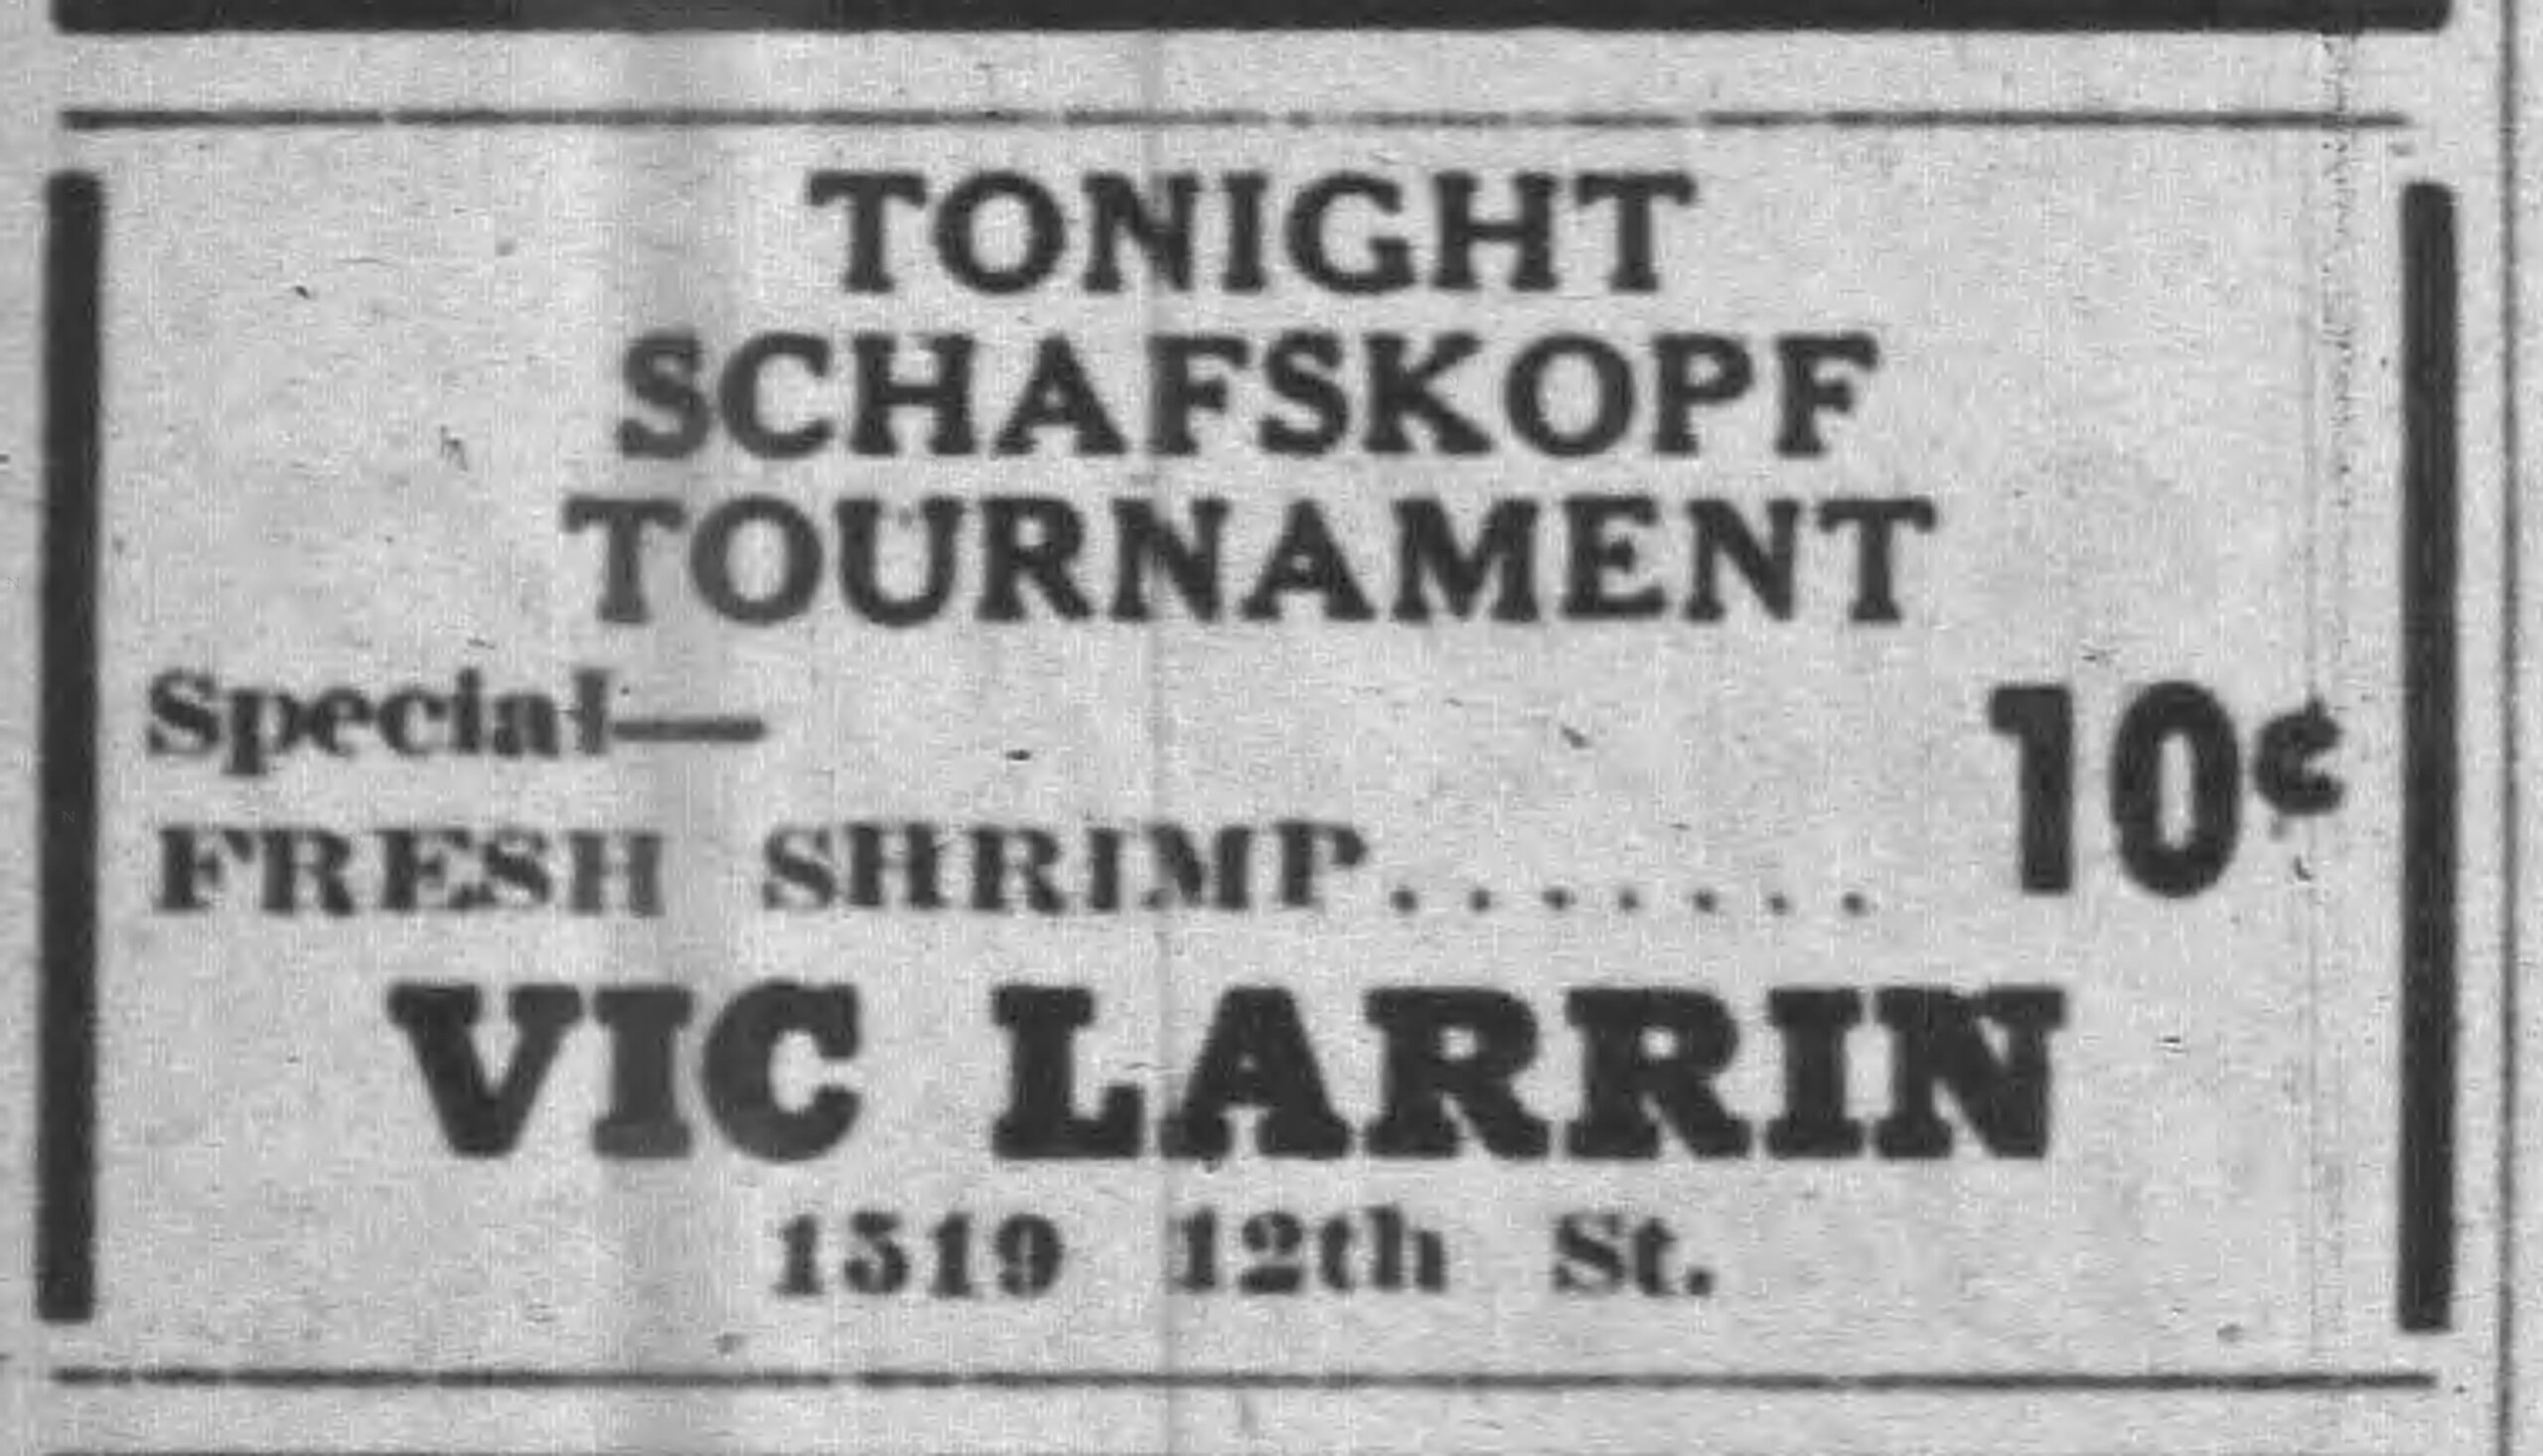 TONIGHT
SCHAFSKOPF
TOURNAMENT
Special—
FRESH SHRIMP....... 10¢
VIC LARRIN
1519 12th St.